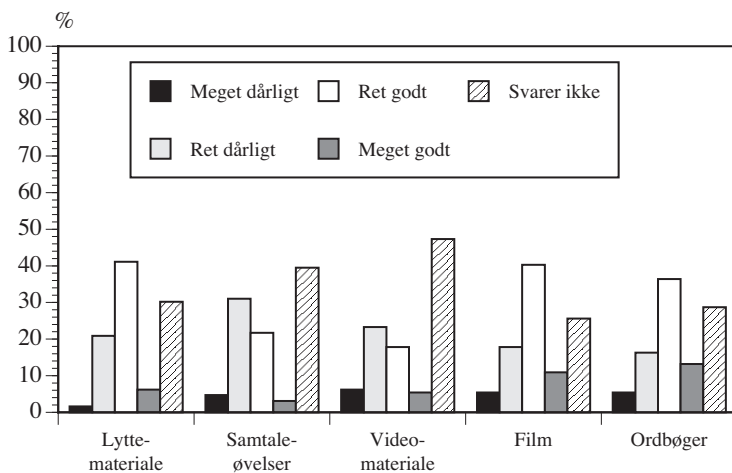 %
100
90
80
70
60
50
40
30
20
10
0
Meget dårligt
Ret godt
Svarer ikke
Ret dårligt
Meget godt
Lytte-
materiale
Samtale-
øvelser
Video-
materiale
Film
Ordbøger